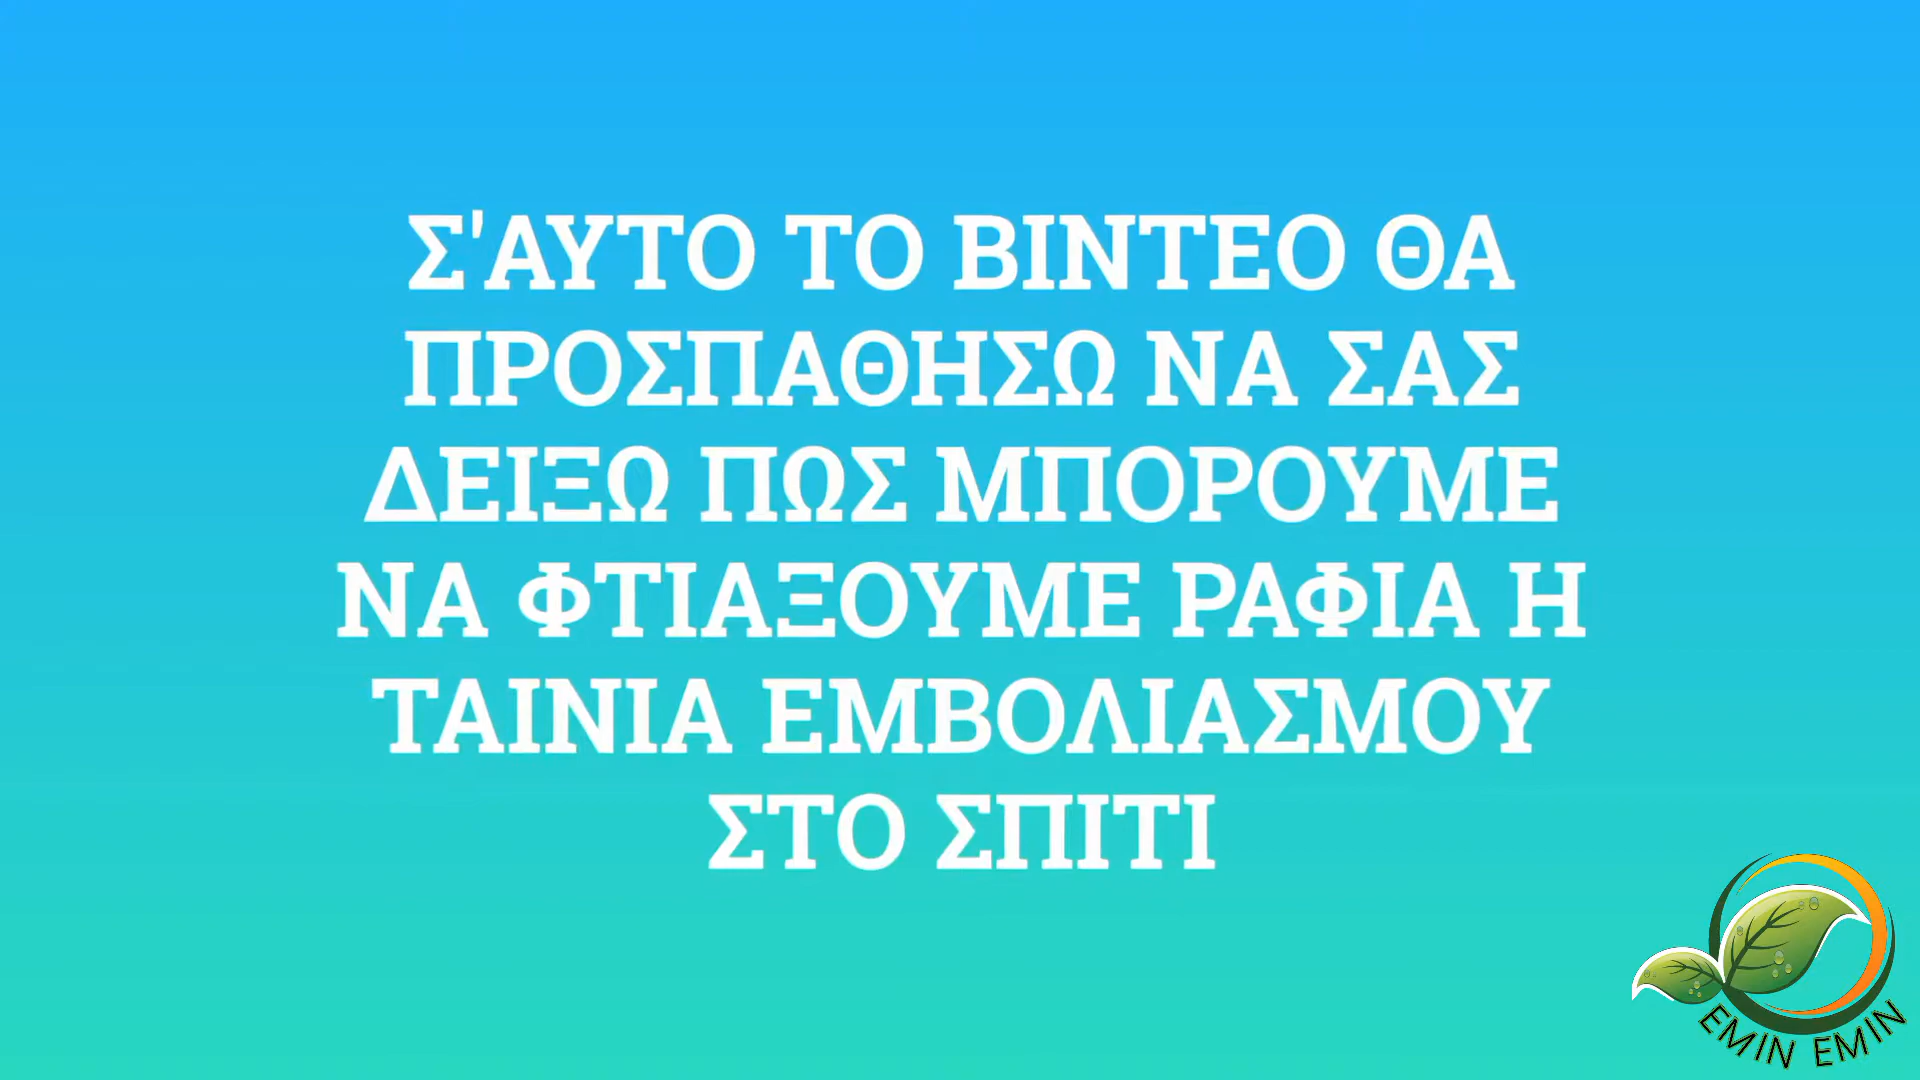 Σ'ΑΥΤΟ ΤΟ ΒΙΝΤΕΟ ΘΑ
ΠΡΟΣΠΑΘΗΣΩ ΝΑ ΣΑΣ
ΔΕΙΞΩ ΠΩΣ ΜΠΟΡΟΥΜΕ
ΝΑ ΦΤΙΑΞΟΥΜΕ ΡΑΦΙΑ Η
ΤΑΙΝΙΑ ΕΜΒΟΛΙΑΣΜΟΥ
ΣΤΟ ΣΠΙΤΙ
EMIN EMIN